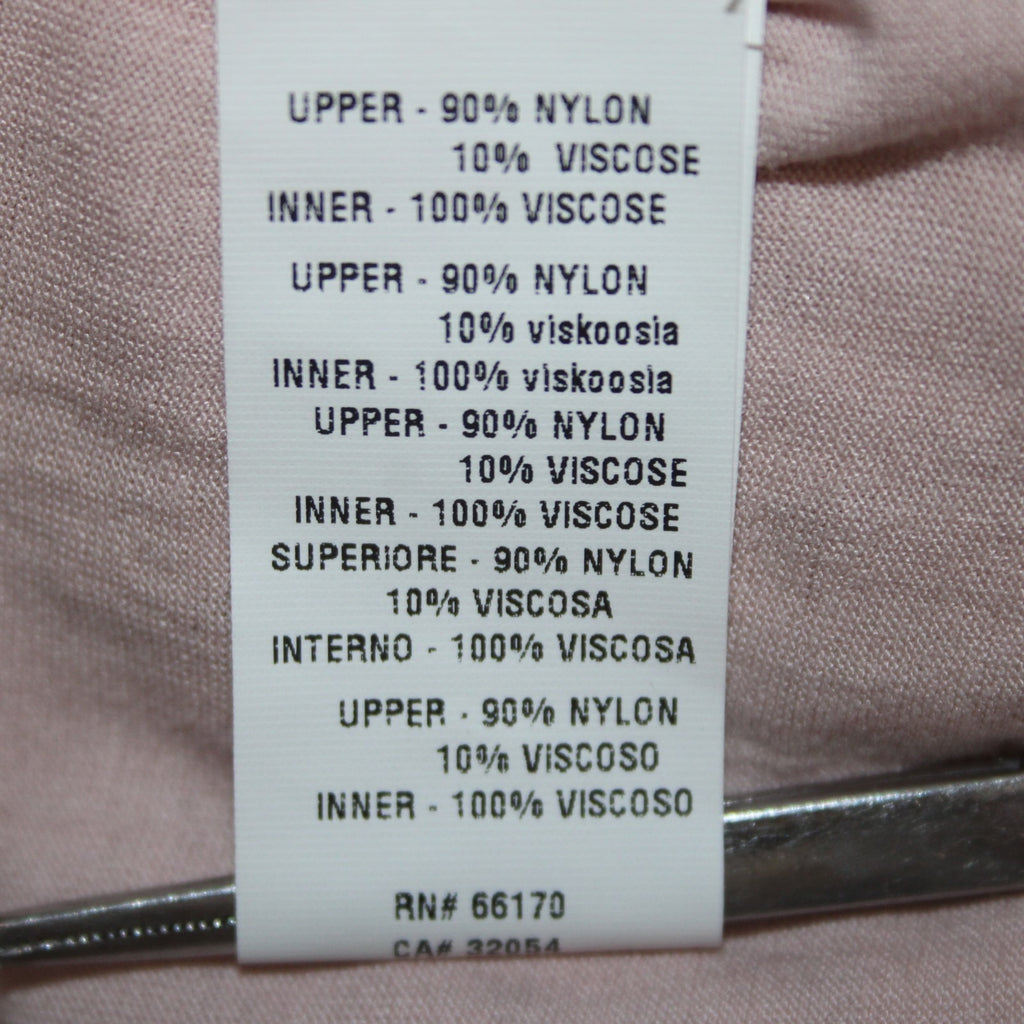 UPPER - 90% NYLON
10% VISCOSE
INNER - 100% VISCOSE
UPPER - 90% NYLON
10% viskoosia
INNER - 100% viskoosia
UPPER - 90% NYLON
10% VISCOSE
INNER - 100% VISCOSE
SUPERIORE - 90% NYLON
10% VISCOSA
INTERNO - 100% VISCOSA
UPPER - 90% NYLON
10% VISCOSO
INNER - 100% VISCOSO
RN# 66170
CA# 32054